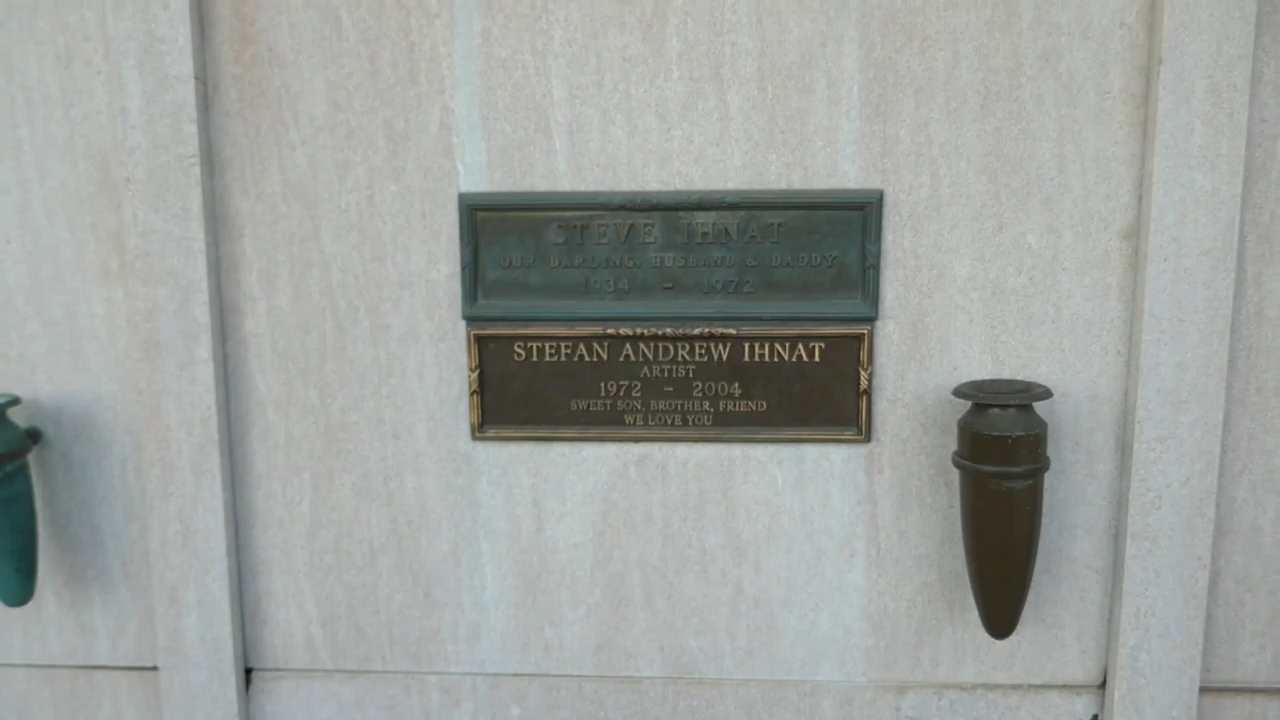 STEVE IHNAT
OUR DARLING, HUSBAND & DADDY
1934 - 1972
STEFAN ANDREW IHNAT
ARTIST
1972 - 2004
SWEET SON, BROTHER, FRIEND
WE LOVE YOU